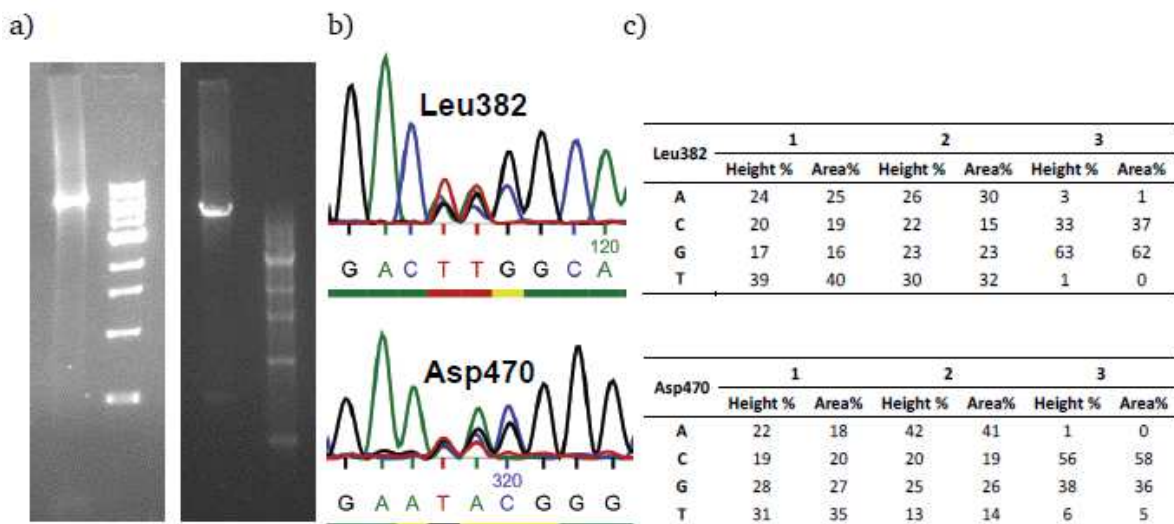 a)
b)
c)
Leu382
120
G A C T T G G C A
Asp470
320
G A A T A C G G G
Leu382 1 2 3
Height % Area% Height % Area% Height % Area%
A 24 25 26 30 3 1
C 20 19 22 15 33 37
G 17 16 23 23 63 62
T 39 40 30 32 1 0
Asp470 1 2 3
Height % Area% Height % Area% Height % Area%
A 22 18 42 41 1 0
C 19 20 20 19 56 58
G 28 27 25 26 38 36
T 31 35 13 14 6 5